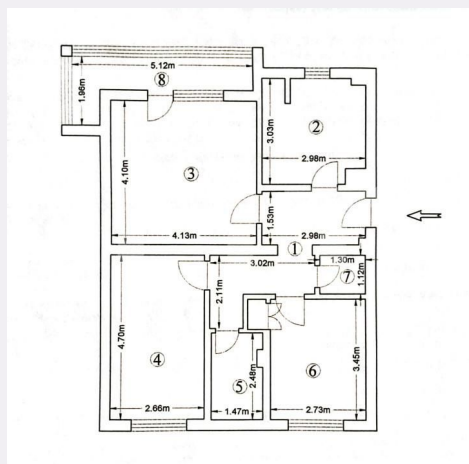 5.12m
⑧
1.96m
②
3.03m
2.98m
4.10m
③
4.13m
1.53m
2.98m
①
3.02m
1.30m
⑦
1.12m
2.11m
4.70m
④
2.66m
⑤
2.48m
1.47m
⑥
3.45m
2.73m